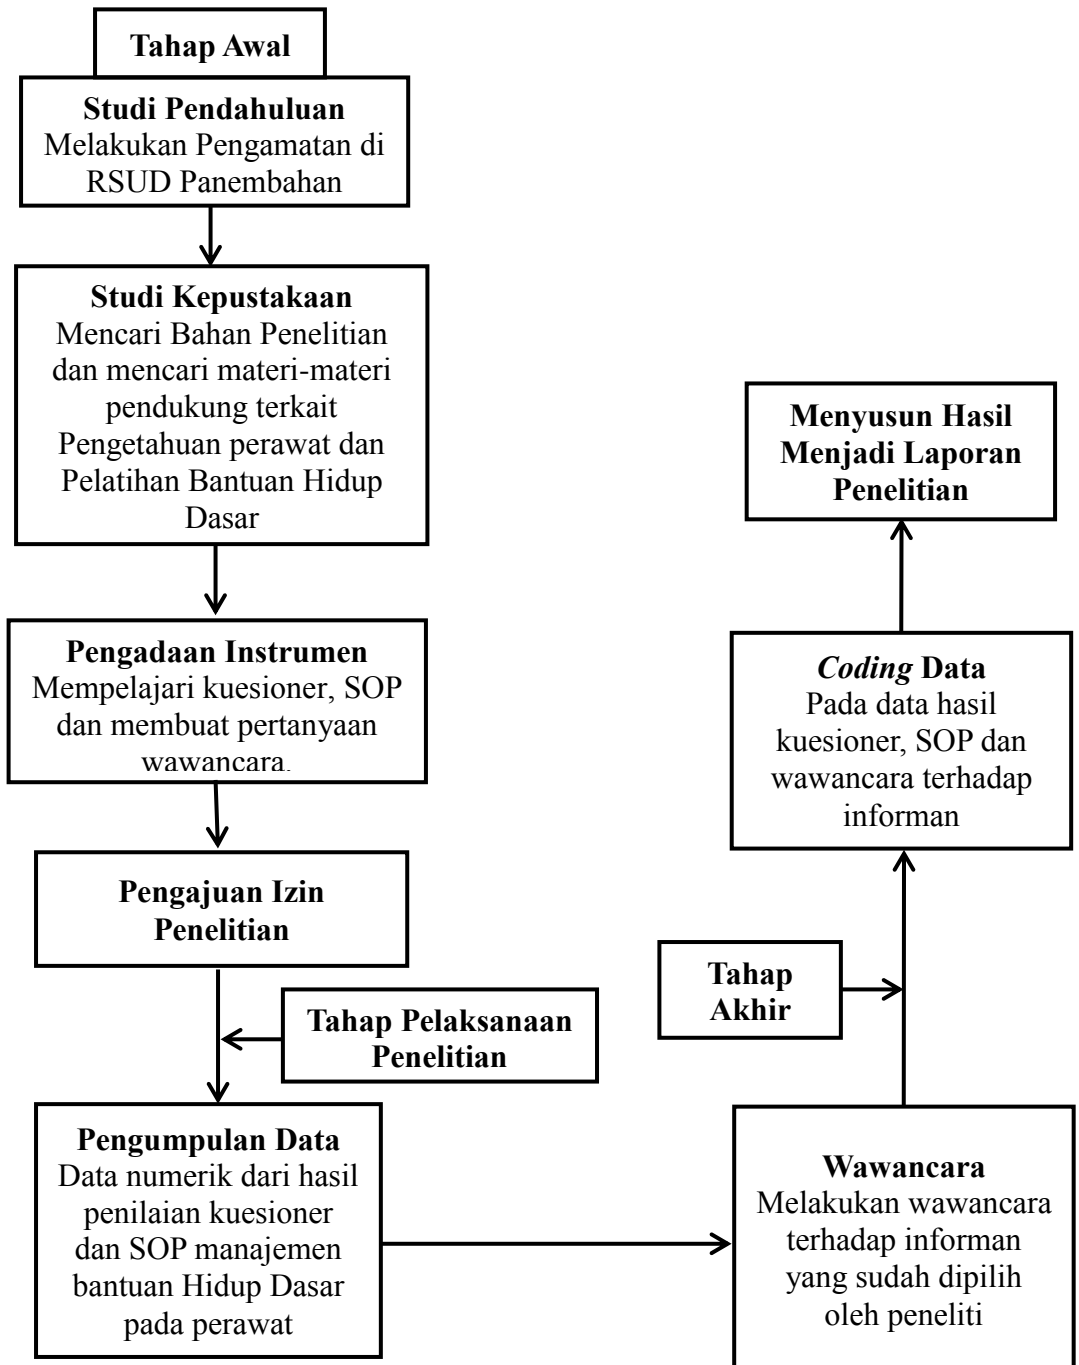 Tahap Awal
Studi Pendahuluan
Melakukan Pengamatan di
RSUD Panembahan
Studi Kepustakaan
Mencari Bahan Penelitian
dan mencari materi-materi
pendukung terkait
Pengetahuan perawat dan
Pelatihan Bantuan Hidup
Dasar
Pengadaan Instrumen
Mempelajari kuesioner, SOP
dan membuat pertanyaan
wawancara.
Pengajuan Izin
Penelitian
Tahap Pelaksanaan
Penelitian
Pengumpulan Data
Data numerik dari hasil
penilaian kuesioner
dan SOP manajemen
bantuan Hidup Dasar
pada perawat
Wawancara
Melakukan wawancara
terhadap informan
yang sudah dipilih
oleh peneliti
Tahap
Akhir
Coding Data
Pada data hasil
kuesioner, SOP dan
wawancara terhadap
informan
Menyusun Hasil
Menjadi Laporan
Penelitian